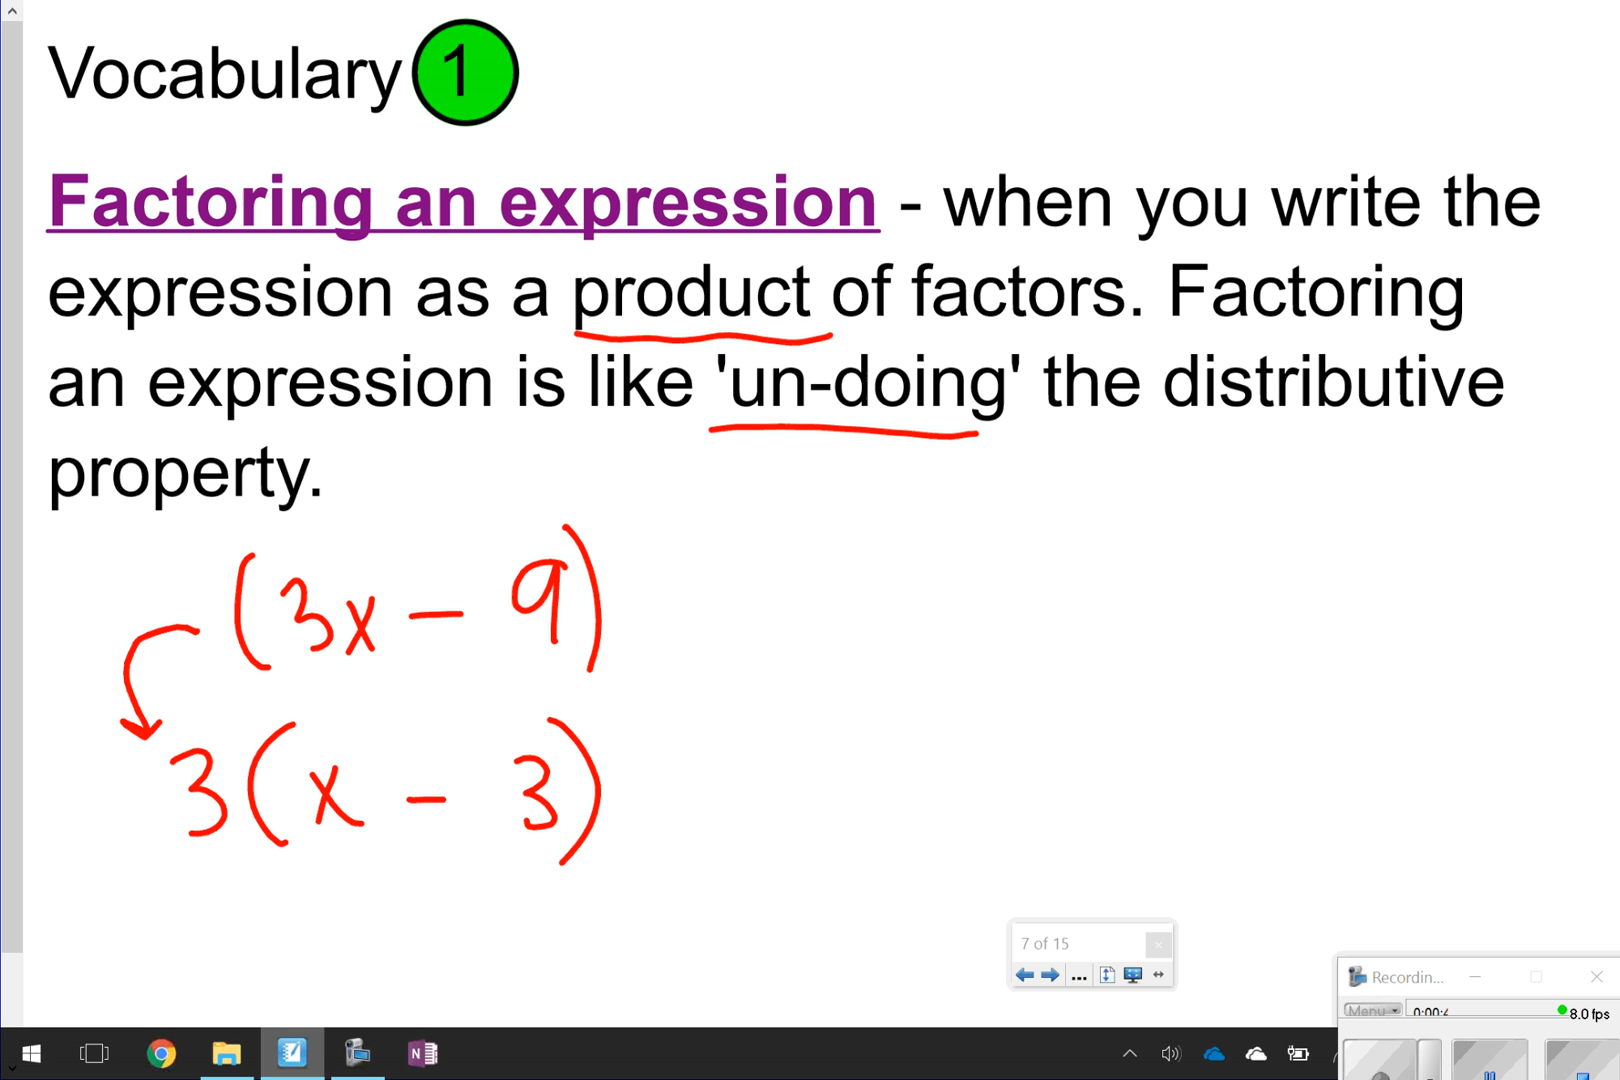 Vocabulary 1
Factoring an expression - when you write the
expression as a product of factors. Factoring
an expression is like 'un-doing' the distributive
property.
(3x - 9)
3(x - 3)
7 of 15
...
Recordin...
Menu
8.0 fps
N